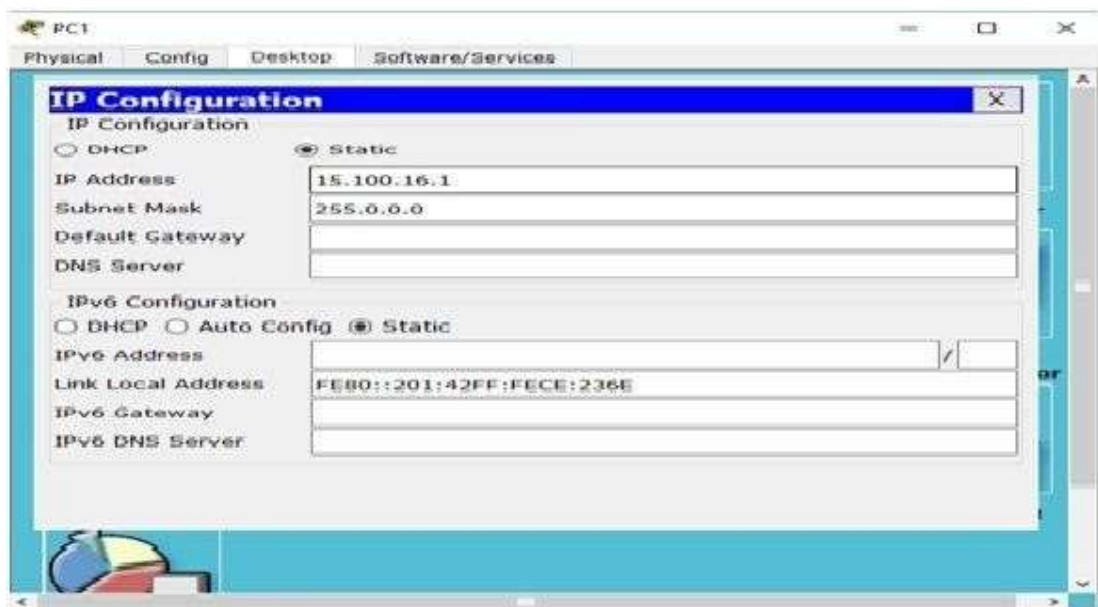 PC1
Physical Config Desktop Software/Services
IP Configuration X
IP Configuration
DHCP Static
IP Address 15.100.16.1
Subnet Mask 255.0.0.0
Default Gateway
DNS Server
IPv6 Configuration
DHCP Auto Config Static
IPv6 Address /
Link Local Address FE80::201:42FF:FECE:236E
IPv6 Gateway
IPv6 DNS Server
or